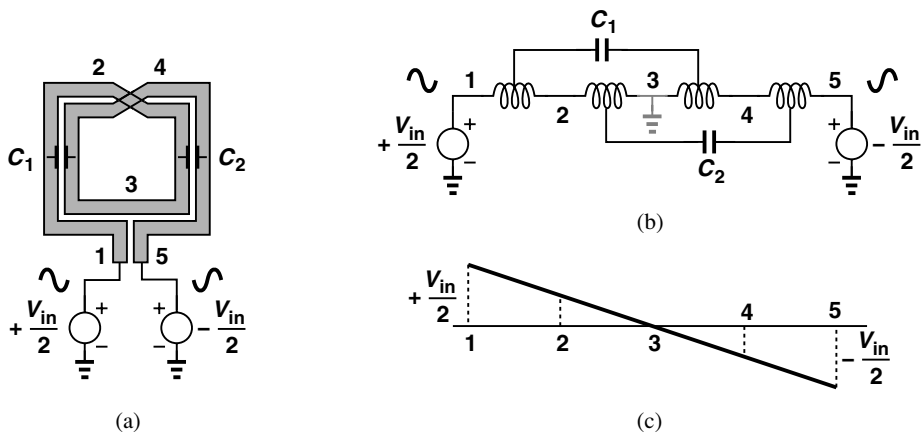 2 4
C1 C2
3
1 5
+ Vin/2 + − + − − Vin/2
(a)
C1
1 2 3 4 5
+ Vin/2 + − + − − Vin/2
C2
(b)
+ Vin/2
1 2 3 4 5
− Vin/2
(c)